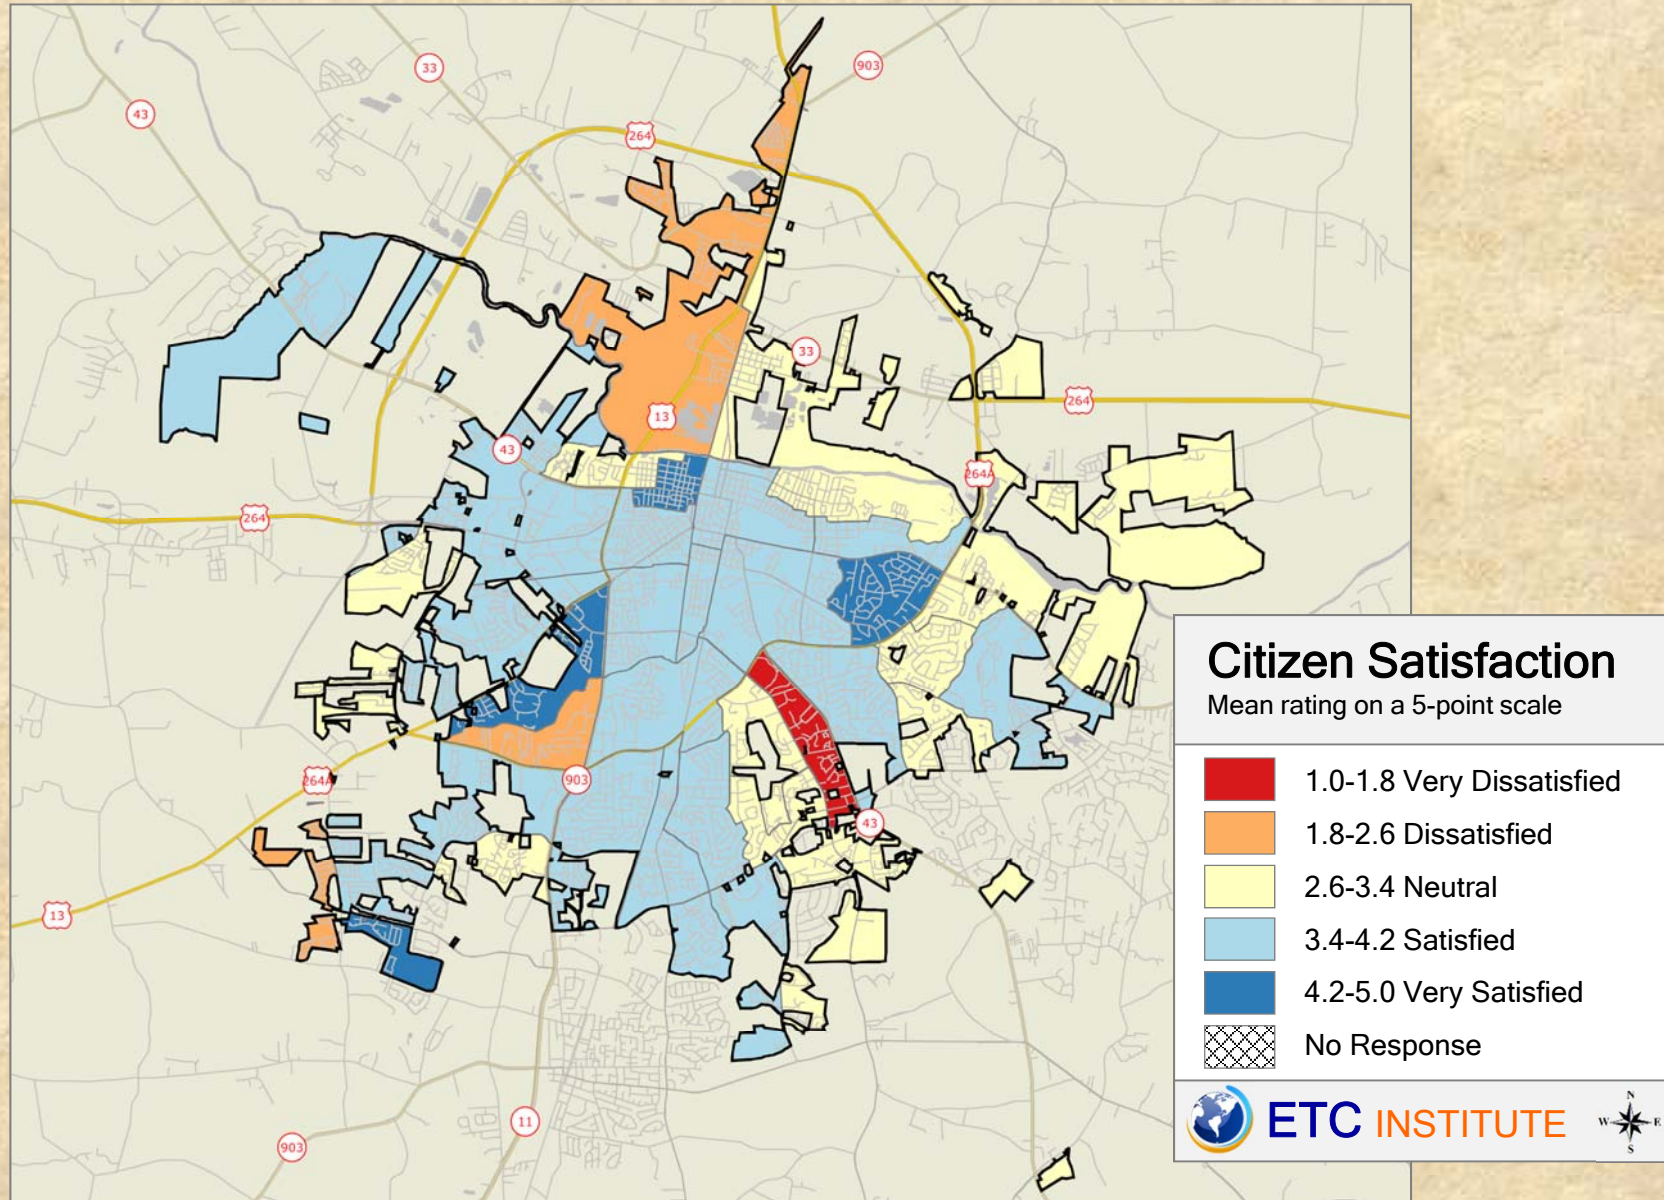 33
903
43
264
33
264
13
43
264A
264
903
264A
43
13
11
903
Citizen Satisfaction
Mean rating on a 5-point scale
1.0-1.8 Very Dissatisfied
1.8-2.6 Dissatisfied
2.6-3.4 Neutral
3.4-4.2 Satisfied
4.2-5.0 Very Satisfied
No Response
ETC INSTITUTE
N
W E
S